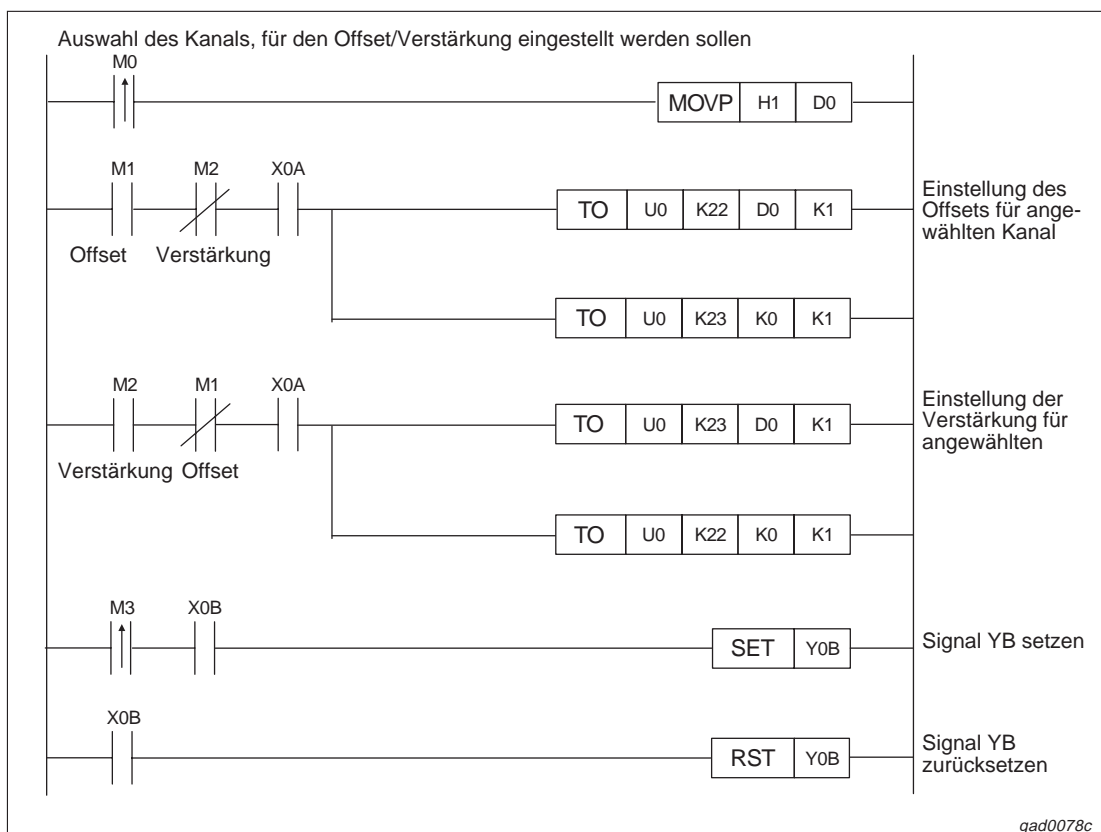 Auswahl des Kanals, für den Offset/Verstärkung eingestellt werden sollen
M0
MOVP H1 D0
M1 M2 X0A
TO U0 K22 D0 K1
Einstellung des
Offsets für ange-
wählten Kanal
Offset Verstärkung
TO U0 K23 K0 K1
M2 M1 X0A
TO U0 K23 D0 K1
Einstellung der
Verstärkung für
angewählten
Verstärkung Offset
TO U0 K22 K0 K1
M3 X0B
SET Y0B
Signal YB setzen
X0B
RST Y0B
Signal YB
zurücksetzen
qad0078c